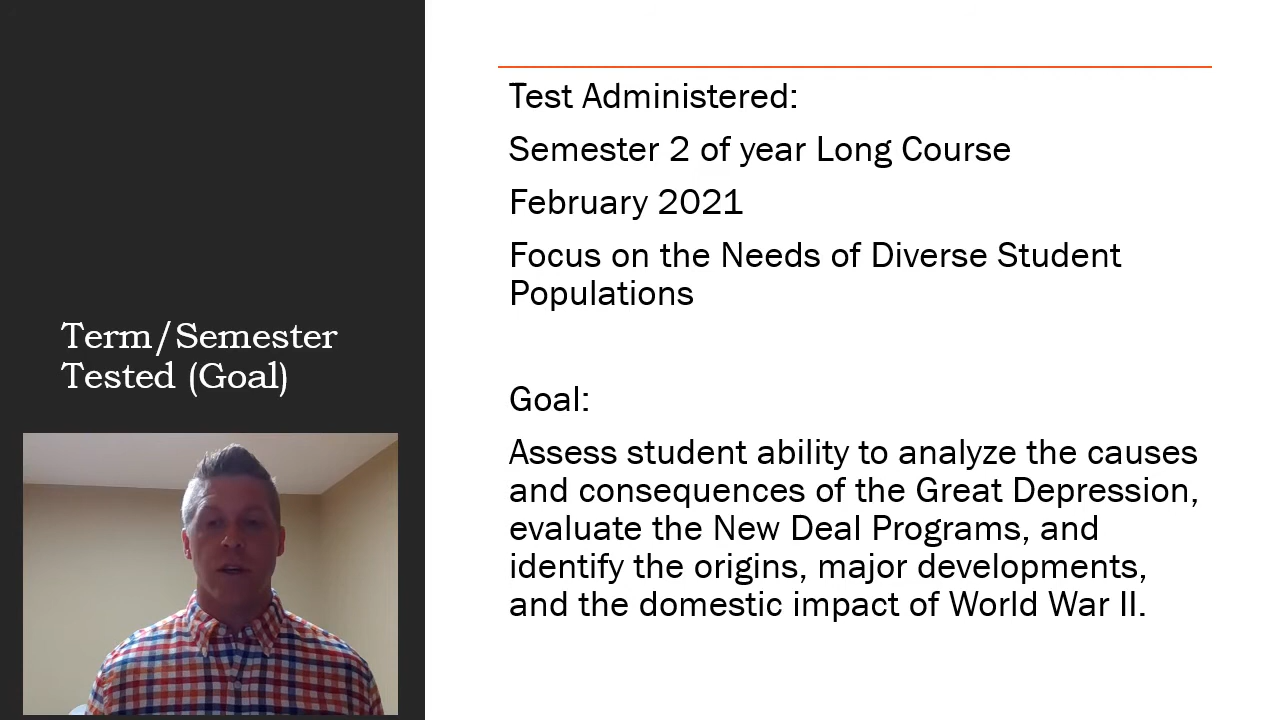 Term/Semester
Tested (Goal)
Test Administered:
Semester 2 of year Long Course
February 2021
Focus on the Needs of Diverse Student
Populations
Goal:
Assess student ability to analyze the causes
and consequences of the Great Depression,
evaluate the New Deal Programs, and
identify the origins, major developments,
and the domestic impact of World War II.